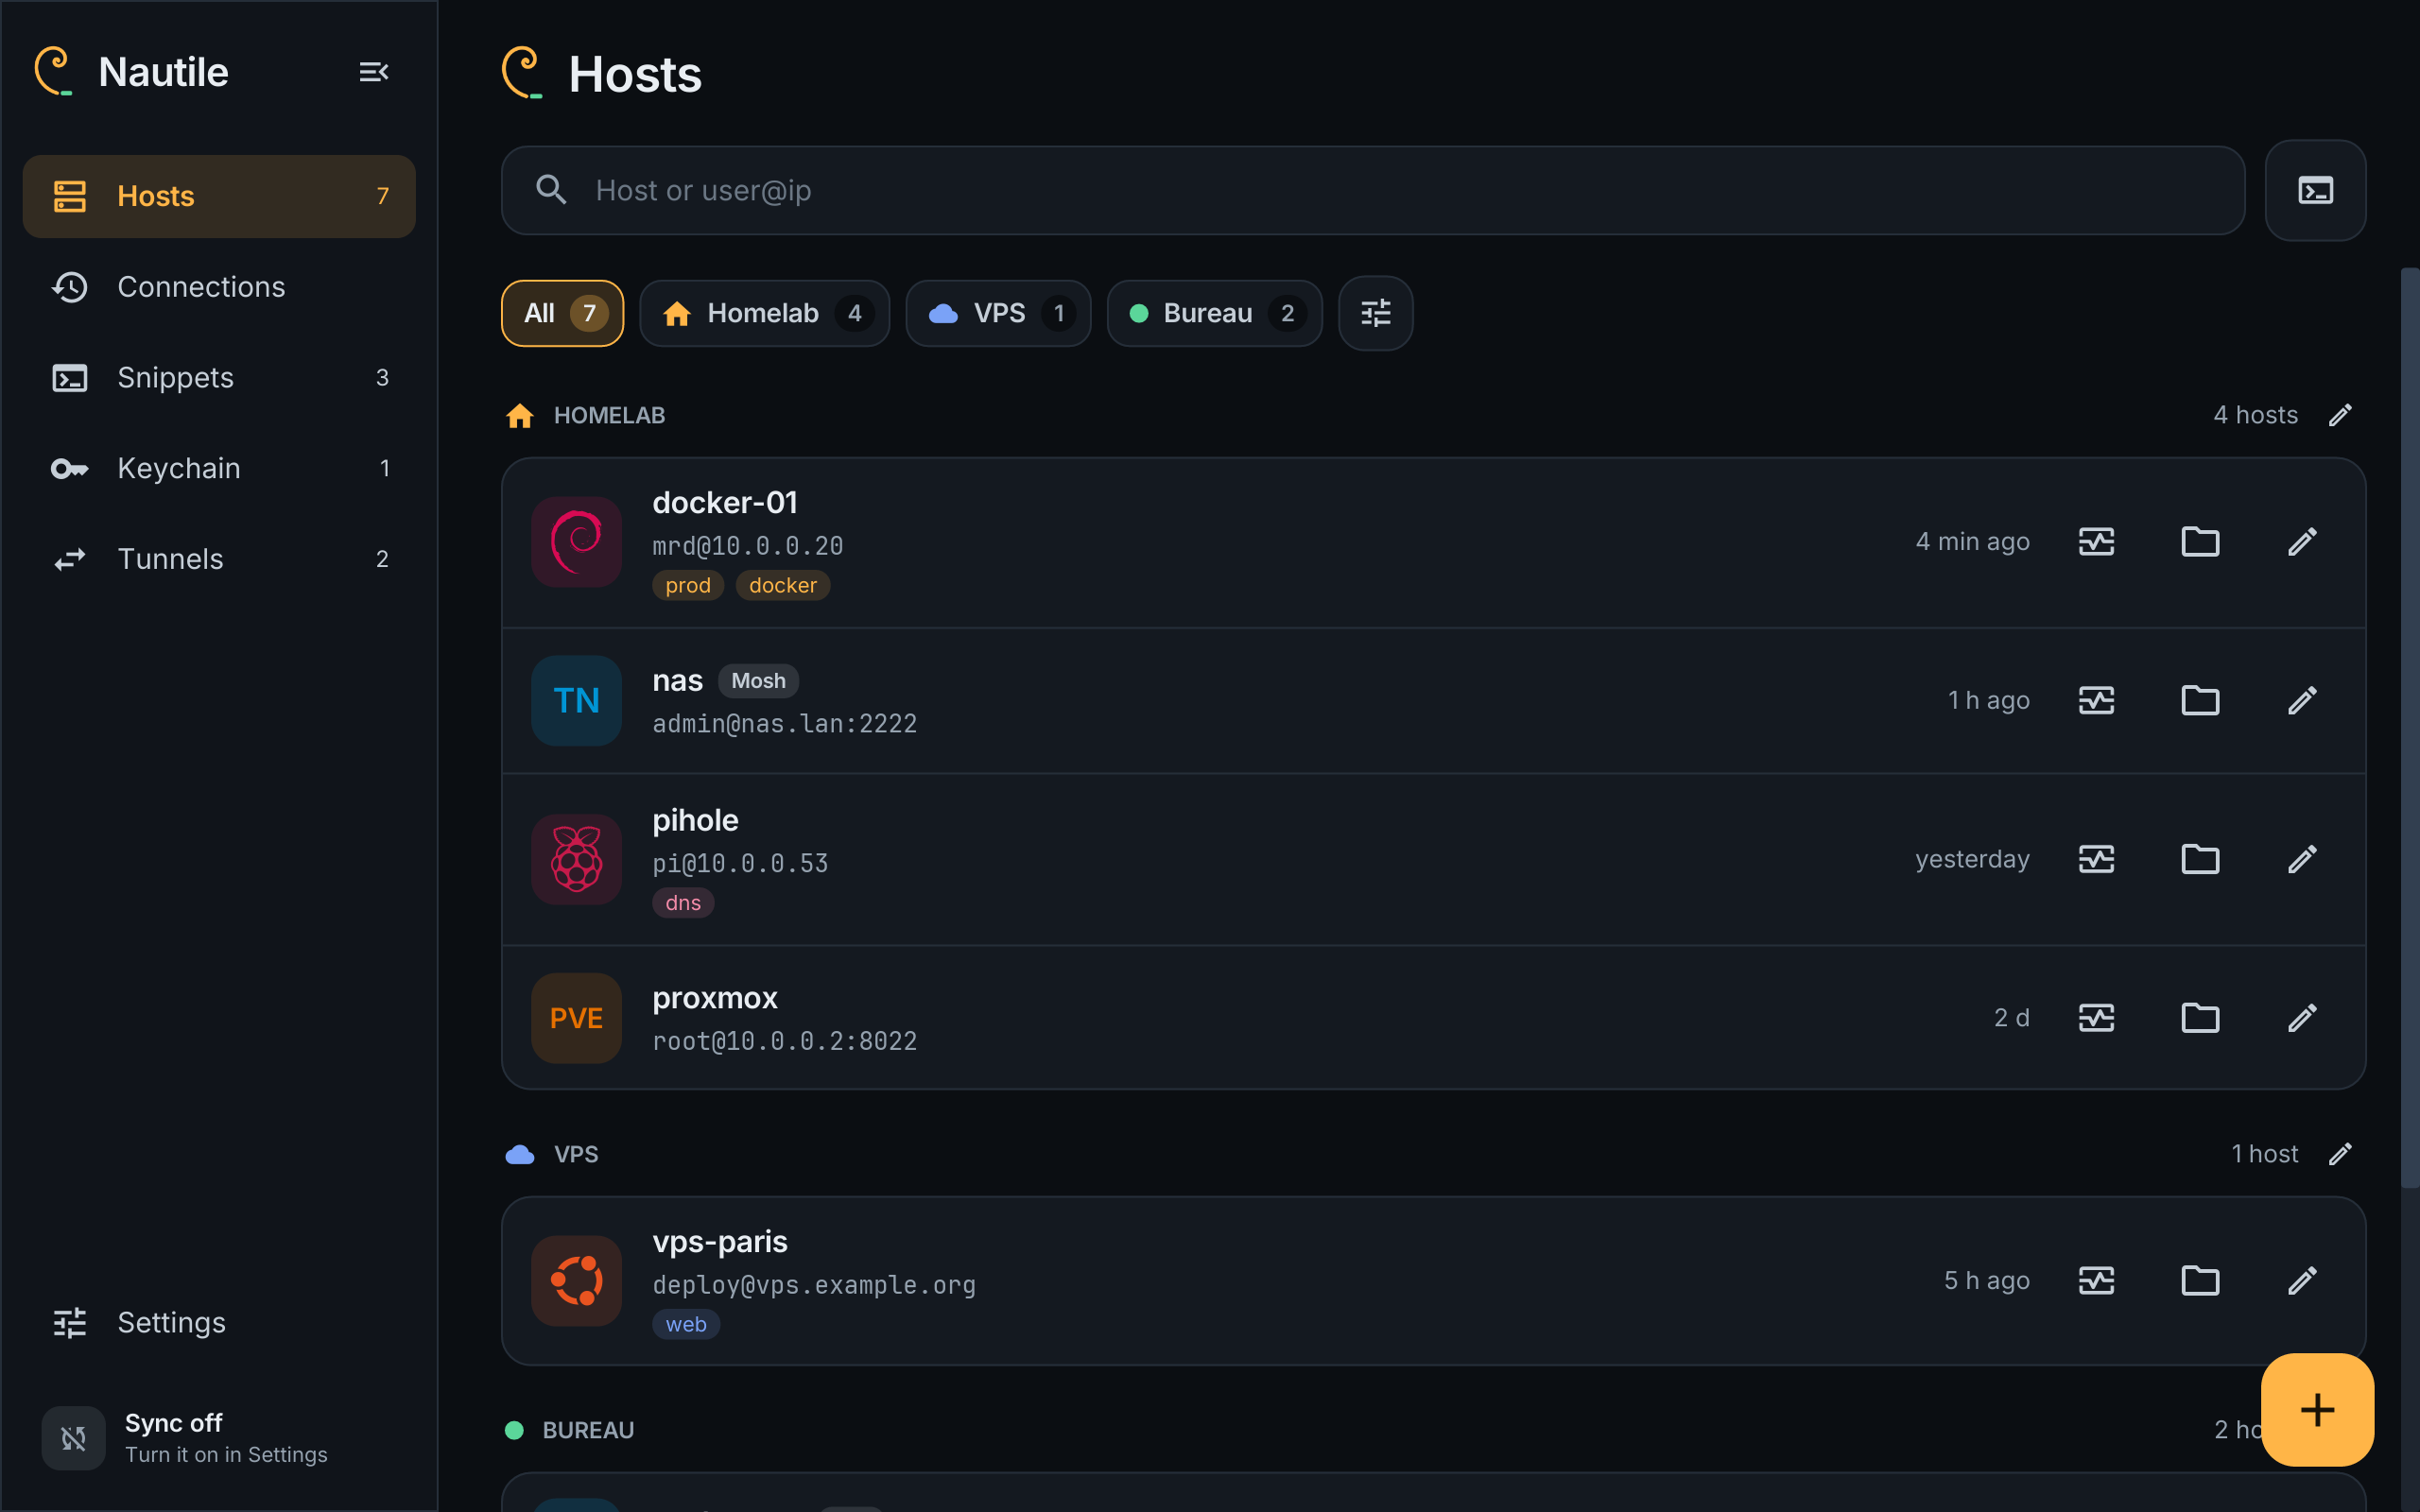 Nautile
Hosts 7
Connections
Snippets 3
Keychain 1
Tunnels 2
Settings
Sync off
Turn it on in Settings
Hosts
Host or user@ip
All 7 Homelab 4 VPS 1 Bureau 2
HOMELAB 4 hosts
docker-01
mrd@10.0.0.20
prod docker
4 min ago
TN
nas Mosh
admin@nas.lan:2222
1 h ago
pihole
pi@10.0.0.53
dns
yesterday
PVE
proxmox
root@10.0.0.2:8022
2 d
VPS 1 host
vps-paris
deploy@vps.example.org
web
5 h ago
BUREAU 2